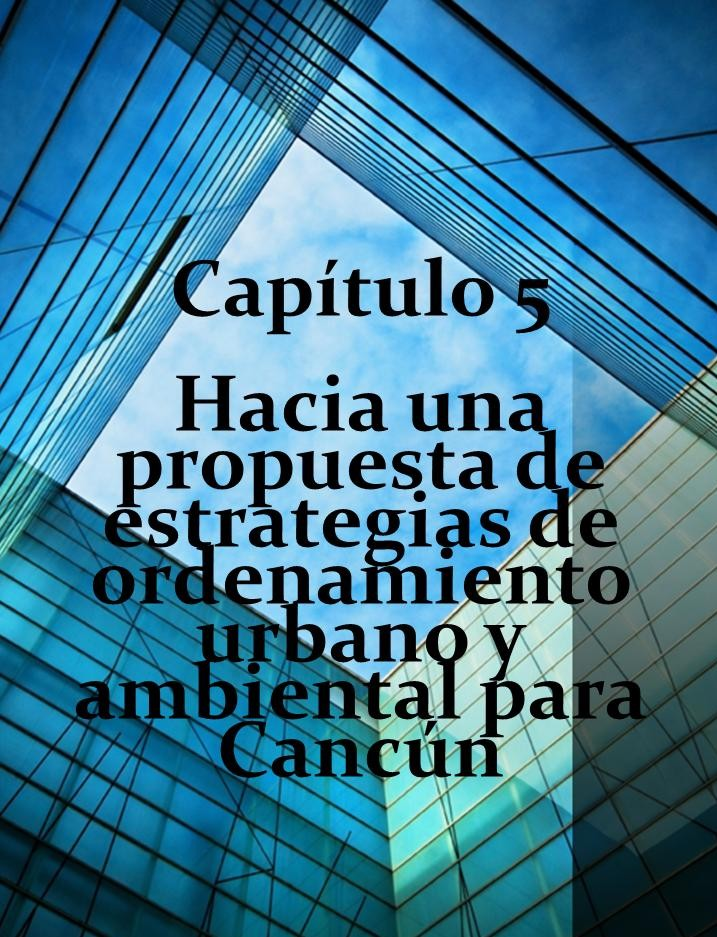 Capítulo 5
Hacia una
propuesta de
estrategias de
ordenamiento
urbano y
ambiental para
Cancún